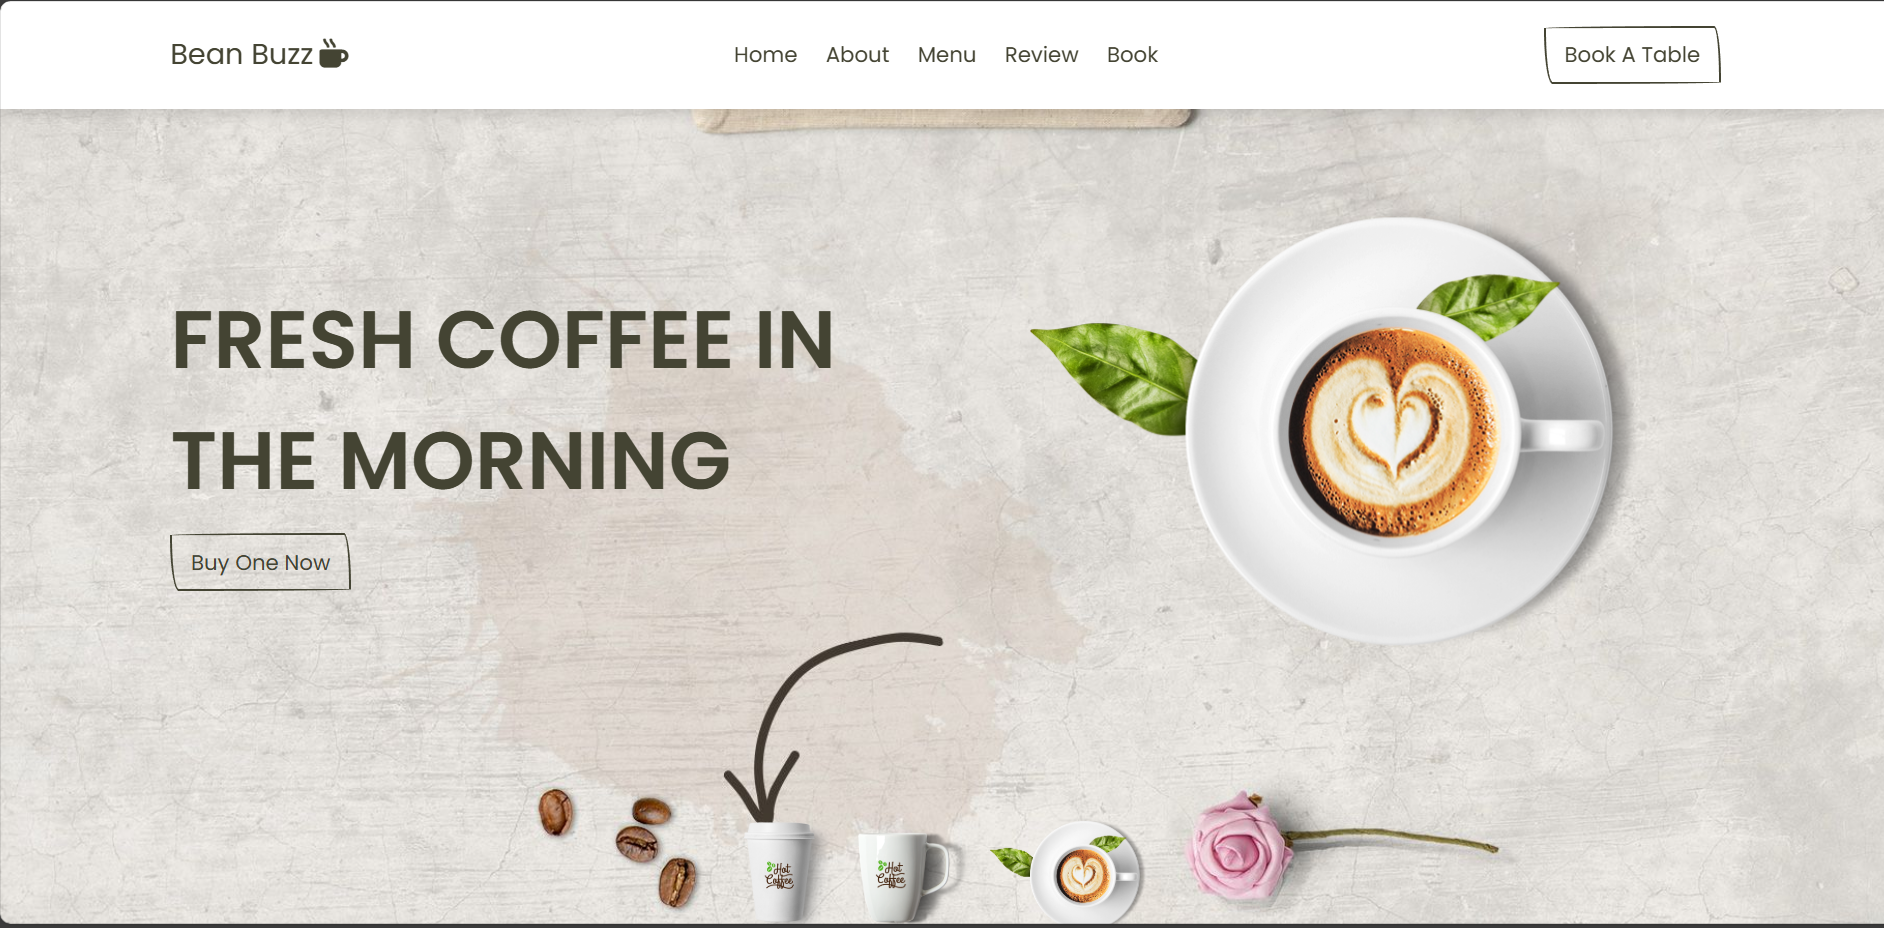 Bean Buzz
Home About Menu Review Book
Book A Table
FRESH COFFEE IN
THE MORNING
Buy One Now
Hot
Coffee
Hot
Coffee